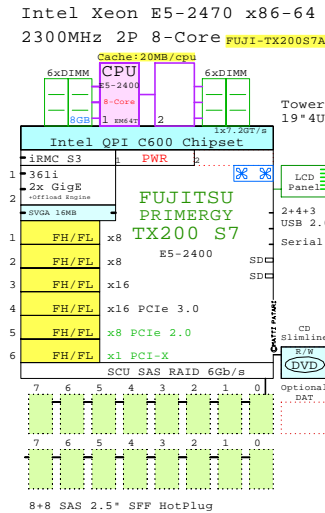 Intel Xeon E5-2470 x86-64
2300MHz 2P 8-Core FUJI-TX200S7A
Cache:20MB/cpu
6xDIMM CPU 6xDIMM
E5-2400
8-Core
8GB 1 EM64T 2
Tower
19"4U
1x7.2GT/s
Intel QPI C600 Chipset
iRMC S3 1 PWR 2
1 36li
2x GigE
2 +Offload Engine
SVGA 16MB
LCD
Panel
FUJITSU
PRIMERGY
TX200 S7
E5-2400
2+4+3
USB 2.0
Serial
1 FH/FL x8
2 FH/FL x8
SD
3 FH/FL x16
SD
4 FH/FL x16 PCIe 3.0
5 FH/FL x8 PCIe 2.0
6 FH/FL x1 PCI-X
©MATTI PATARI
CD
Slimline
R/W
DVD
SCU SAS RAID 6Gb/s
Optional
DAT
7 6 5 4 3 2 1 0
7 6 5 4 3 2 1 0
8+8 SAS 2.5" SFF HotPlug